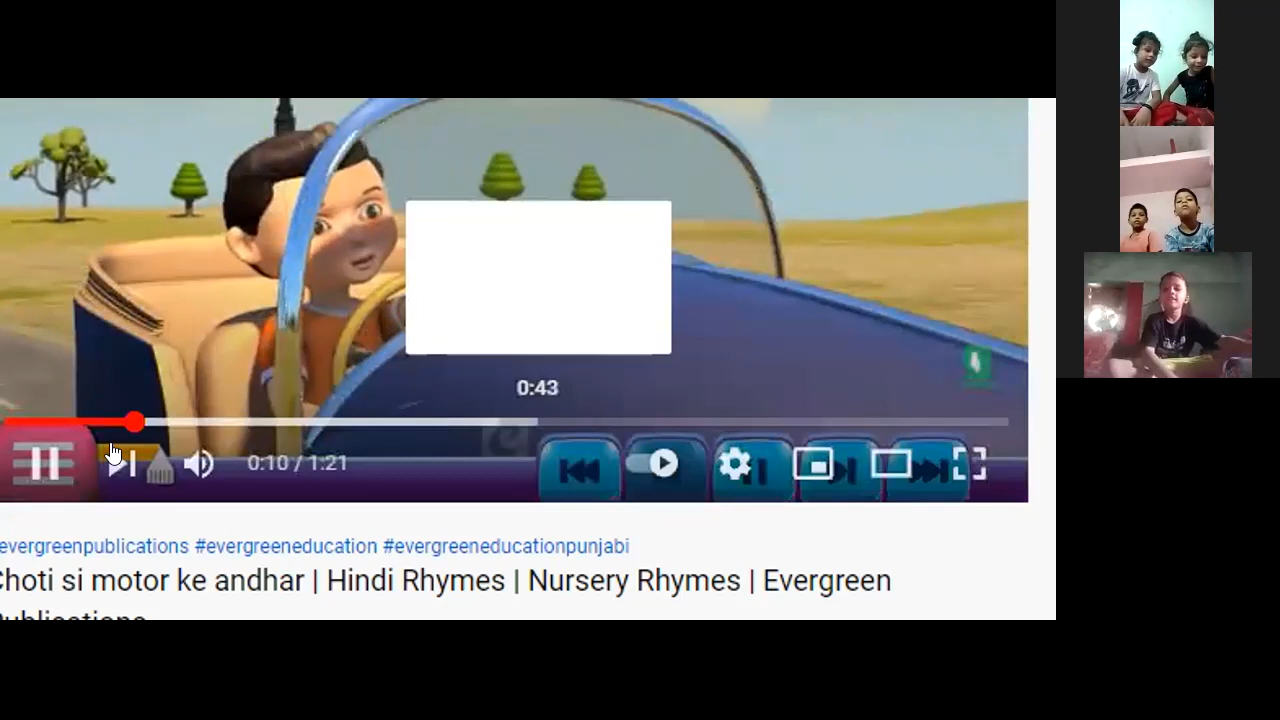 0:43
0:10 / 1:21
evergreenpublications #evergreeneducation #evergreeneducationpunjabi
Choti si motor ke andhar | Hindi Rhymes | Nursery Rhymes | Evergreen
Publications